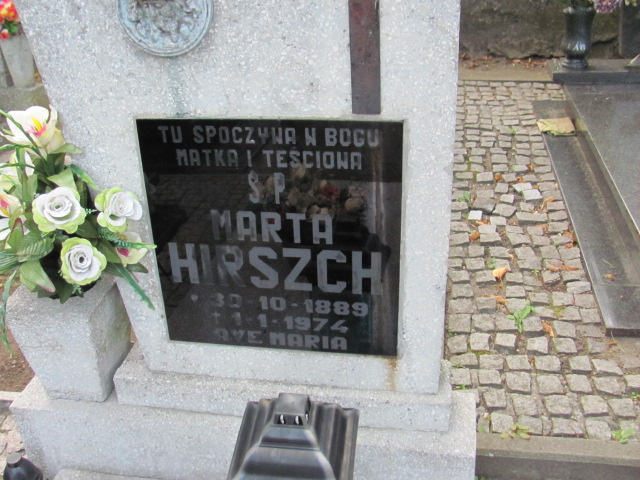 TU SPOCZYWA W BOGU
MATKA I TEŚCIOWA
Ś.P.
MARTA
HIRSZCH
* 30-10-1889
† 1-1-1974
AVE MARIA